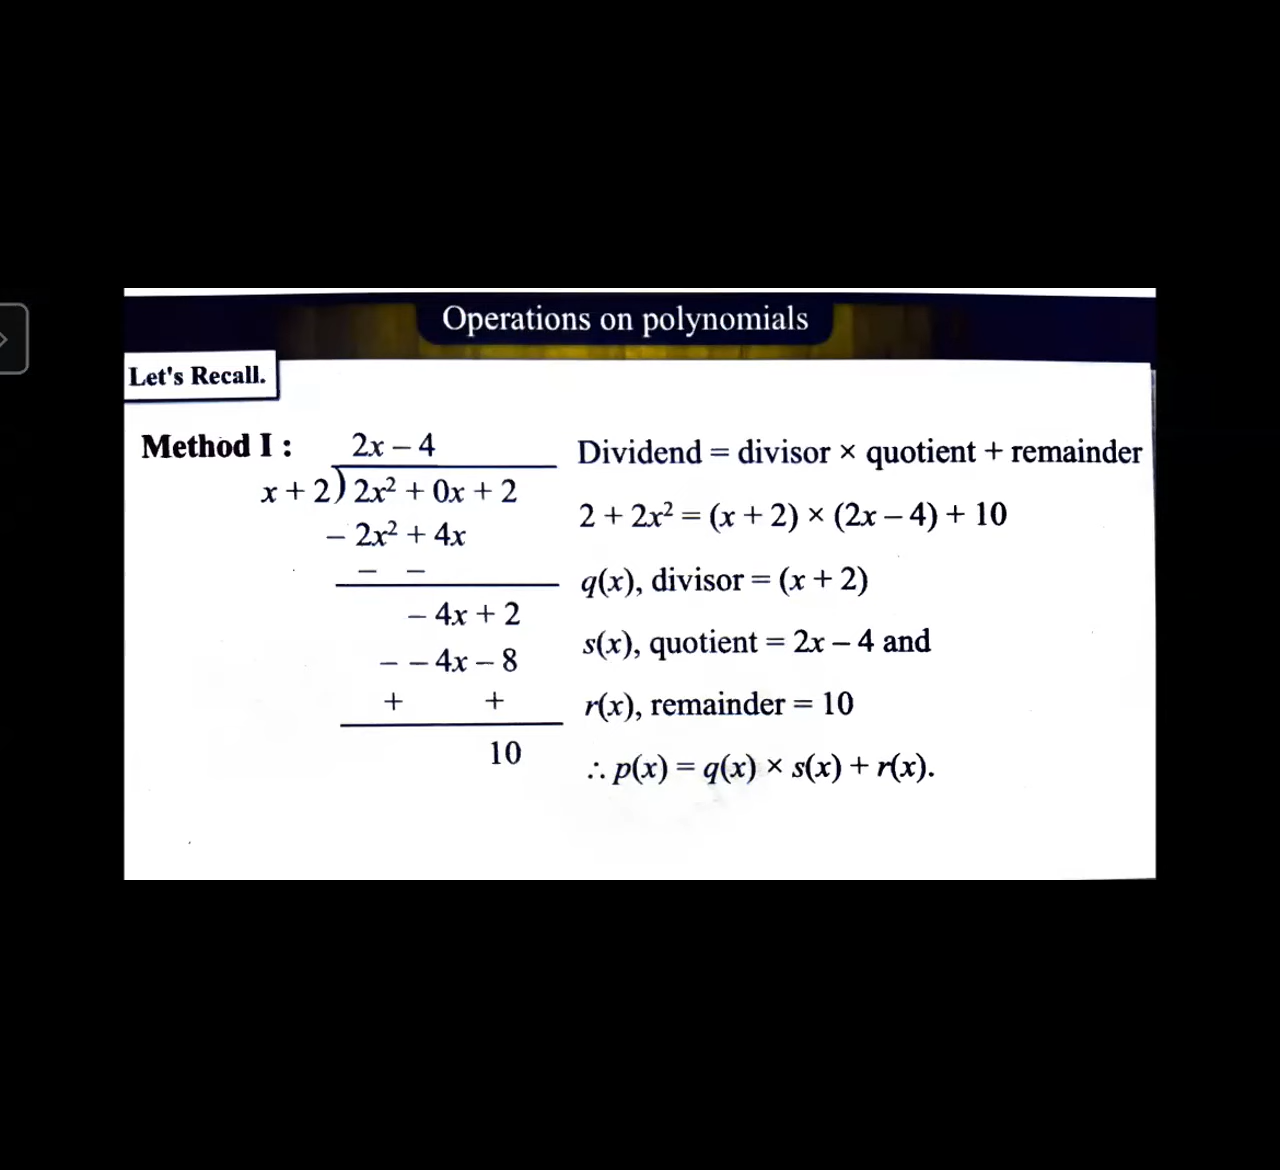 Operations on polynomials
Let's Recall.
Method I :
2x – 4
x + 2) 2x² + 0x + 2
– 2x² + 4x
– –
– 4x + 2
– – 4x – 8
+ +
10
Dividend = divisor × quotient + remainder
2 + 2x² = (x + 2) × (2x – 4) + 10
q(x), divisor = (x + 2)
s(x), quotient = 2x – 4 and
r(x), remainder = 10
∴ p(x) = q(x) × s(x) + r(x).